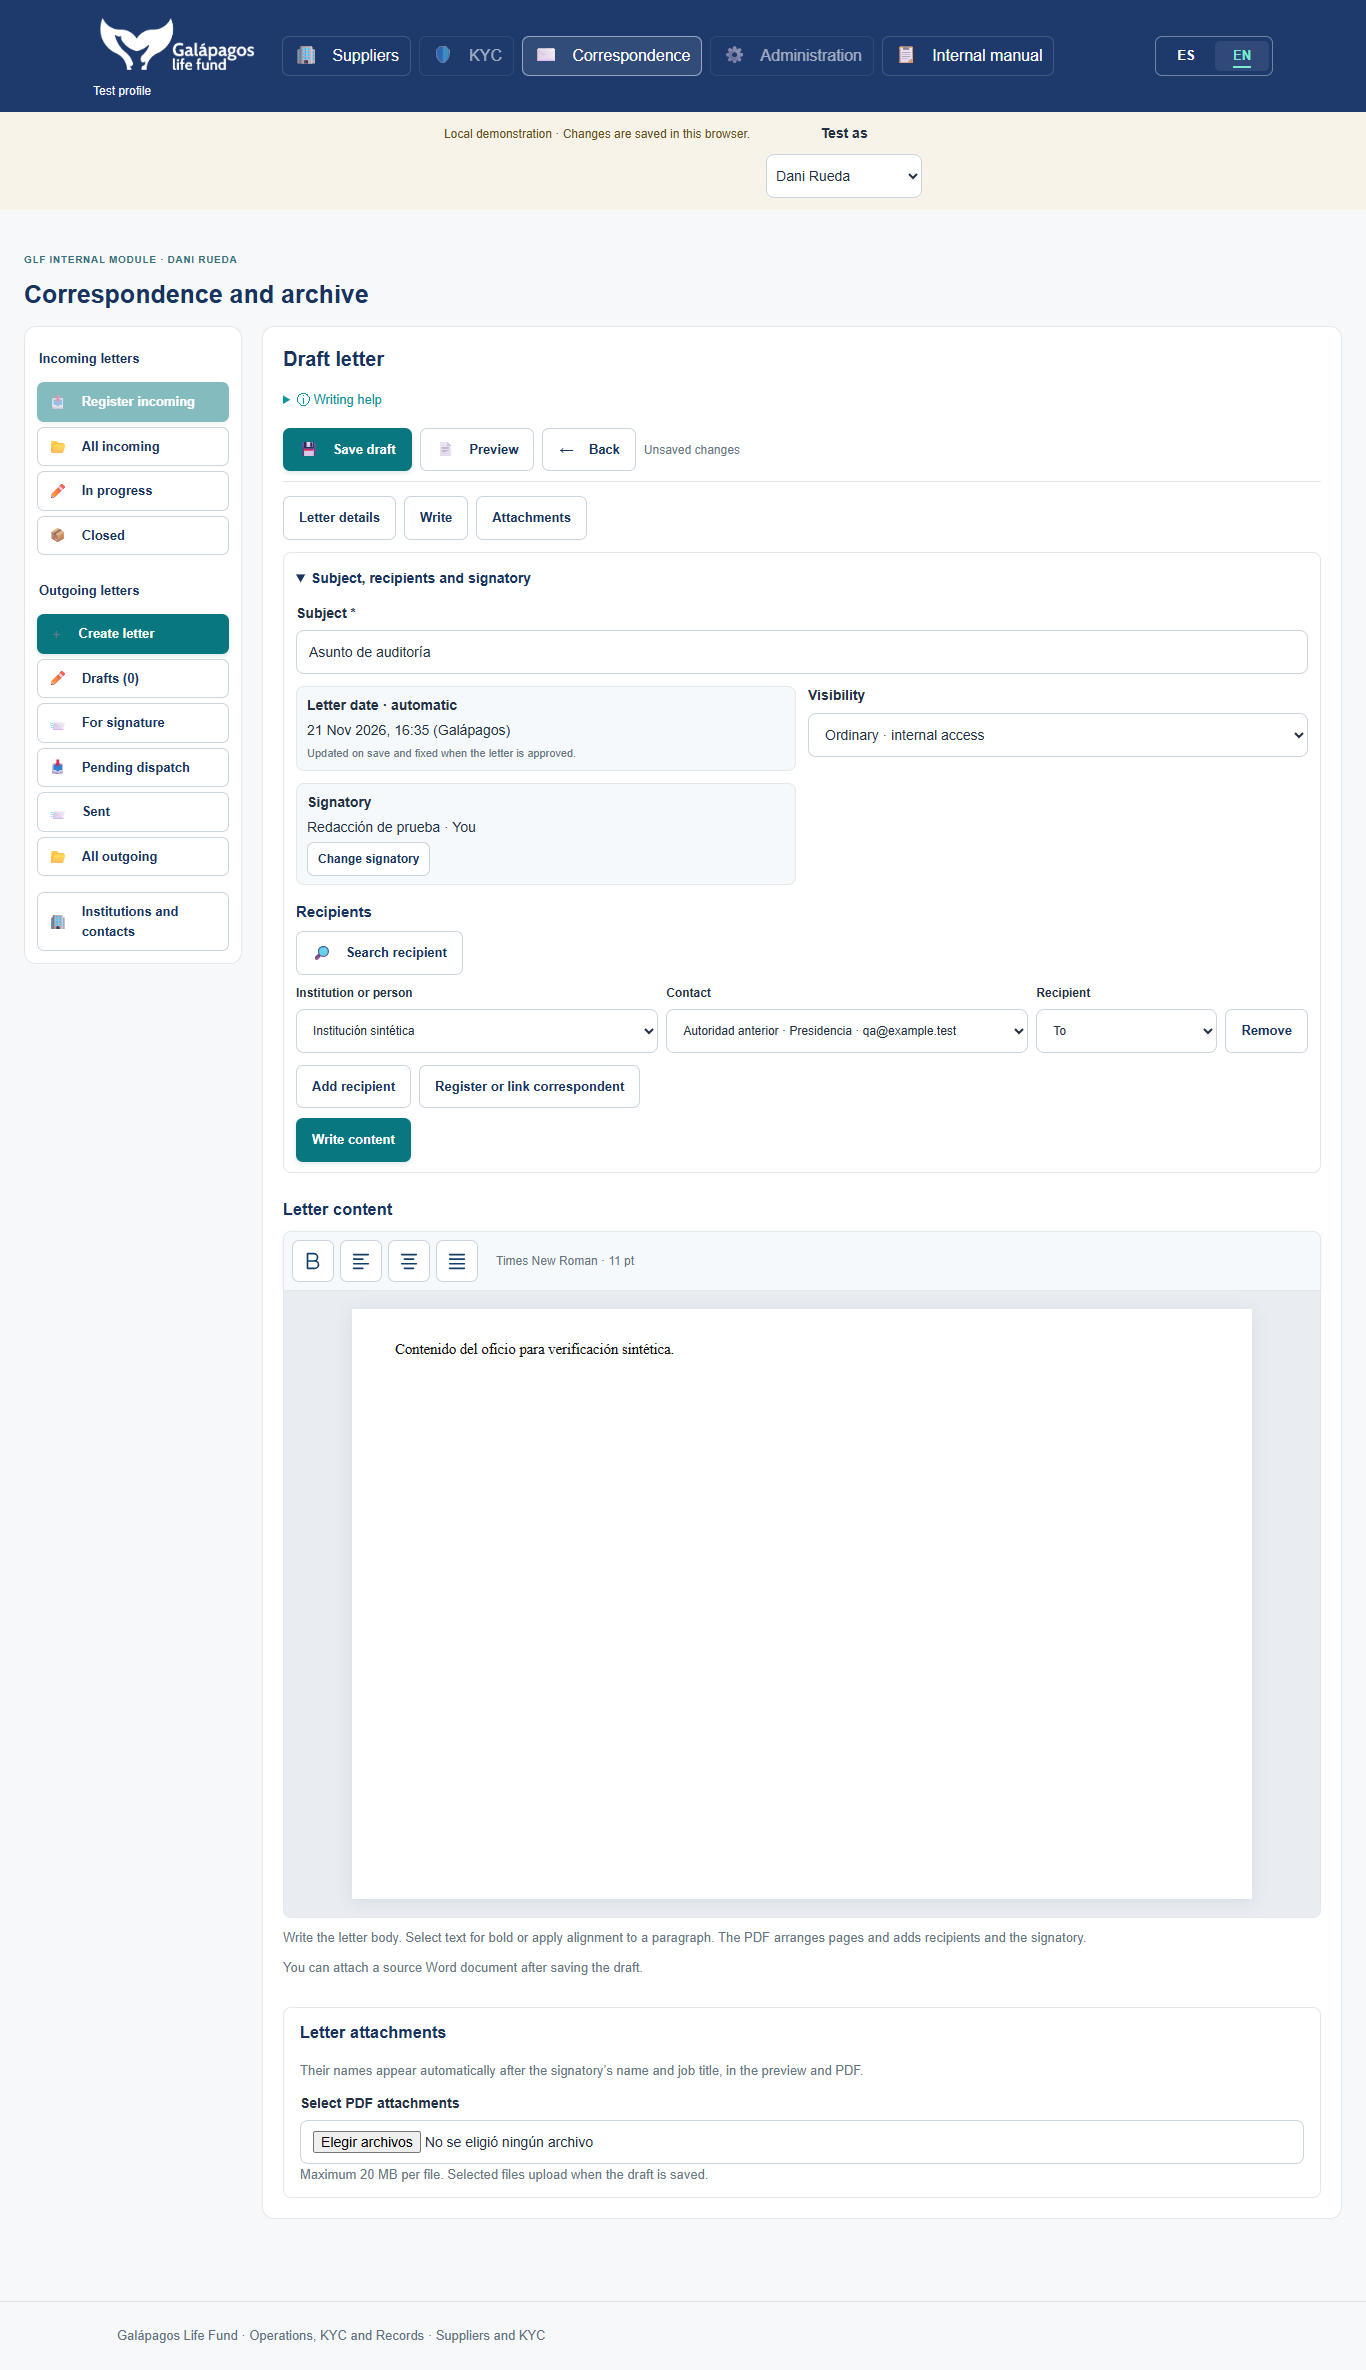 Galápagos
life fund
Test profile
Suppliers
KYC
Correspondence
Administration
Internal manual
ES
EN
Local demonstration · Changes are saved in this browser.
Test as
Dani Rueda
GLF INTERNAL MODULE · DANI RUEDA
Correspondence and archive
Incoming letters
Register incoming
All incoming
In progress
Closed
Outgoing letters
Create letter
Drafts (0)
For signature
Pending dispatch
Sent
All outgoing
Institutions and
contacts
Draft letter
Writing help
Save draft
Preview
← Back
Unsaved changes
Letter details
Write
Attachments
Subject, recipients and signatory
Subject *
Asunto de auditoría
Letter date · automatic
21 Nov 2026, 16:35 (Galápagos)
Updated on save and fixed when the letter is approved.
Visibility
Ordinary · internal access
Signatory
Redacción de prueba · You
Change signatory
Recipients
Search recipient
Institution or person
Contact
Recipient
Institución sintética
Autoridad anterior · Presidencia · qa@example.test
To
Remove
Add recipient
Register or link correspondent
Write content
Letter content
B
Times New Roman · 11 pt
Contenido del oficio para verificación sintética.
Write the letter body. Select text for bold or apply alignment to a paragraph. The PDF arranges pages and adds recipients and the signatory.
You can attach a source Word document after saving the draft.
Letter attachments
Their names appear automatically after the signatory’s name and job title, in the preview and PDF.
Select PDF attachments
Elegir archivos No se eligió ningún archivo
Maximum 20 MB per file. Selected files upload when the draft is saved.
Galápagos Life Fund · Operations, KYC and Records · Suppliers and KYC